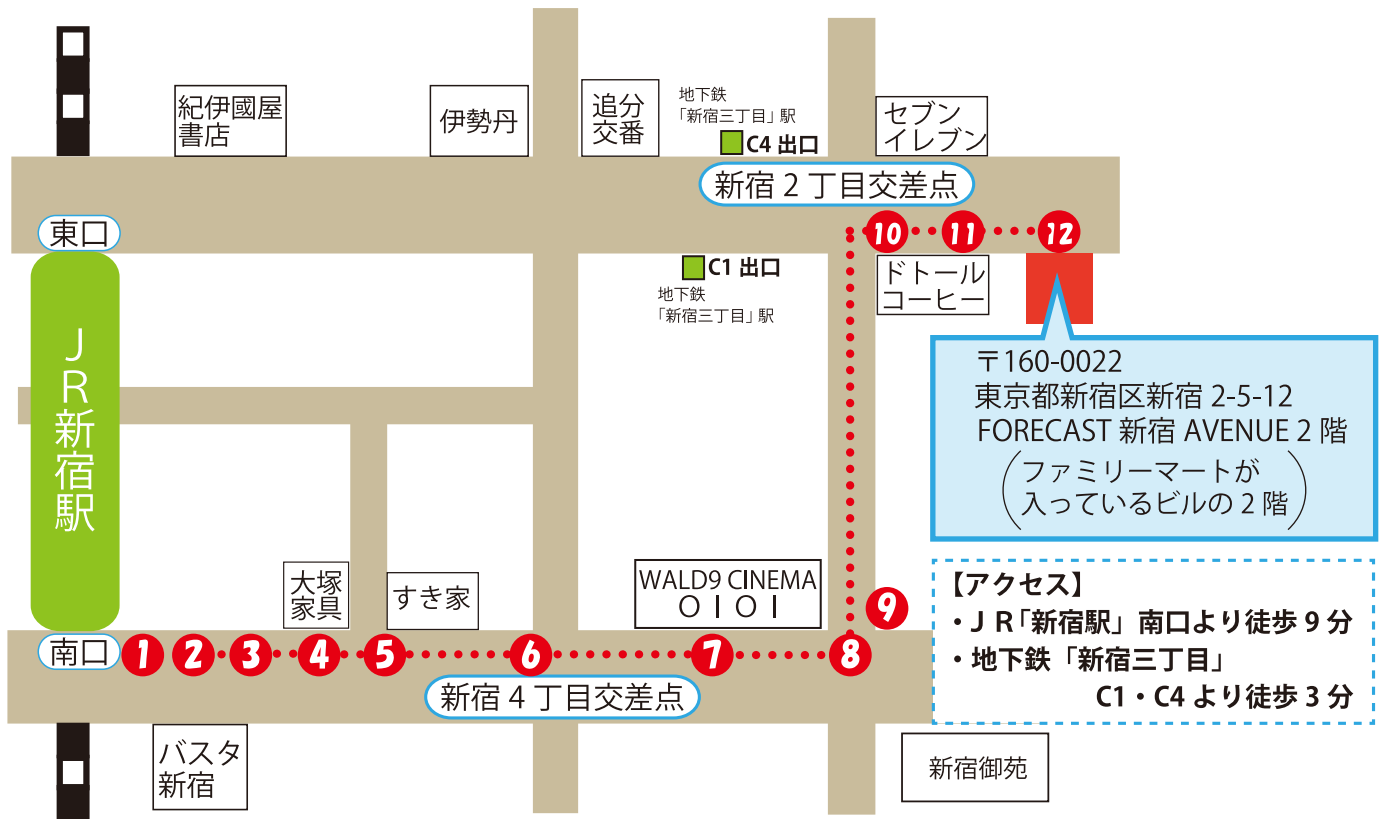 紀伊國屋
書店
伊勢丹
追分
交番
地下鉄
「新宿三丁目」駅
C4 出口
セブン
イレブン
新宿 2 丁目交差点
東口
10
11
12
C1 出口
地下鉄
「新宿三丁目」駅
ドトール
コーヒー
JR新宿駅
〒160-0022
東京都新宿区新宿 2-5-12
FORECAST 新宿 AVENUE 2 階
(ファミリーマートが
入っているビルの 2 階)
大塚
家具
すき家
WALD9 CINEMA
O I O I
9
南口
1
2
3
4
5
6
7
8
新宿 4 丁目交差点
【アクセス】
・JR「新宿駅」南口より徒歩 9 分
・地下鉄「新宿三丁目」
C1・C4 より徒歩 3 分
バスタ
新宿
新宿御苑